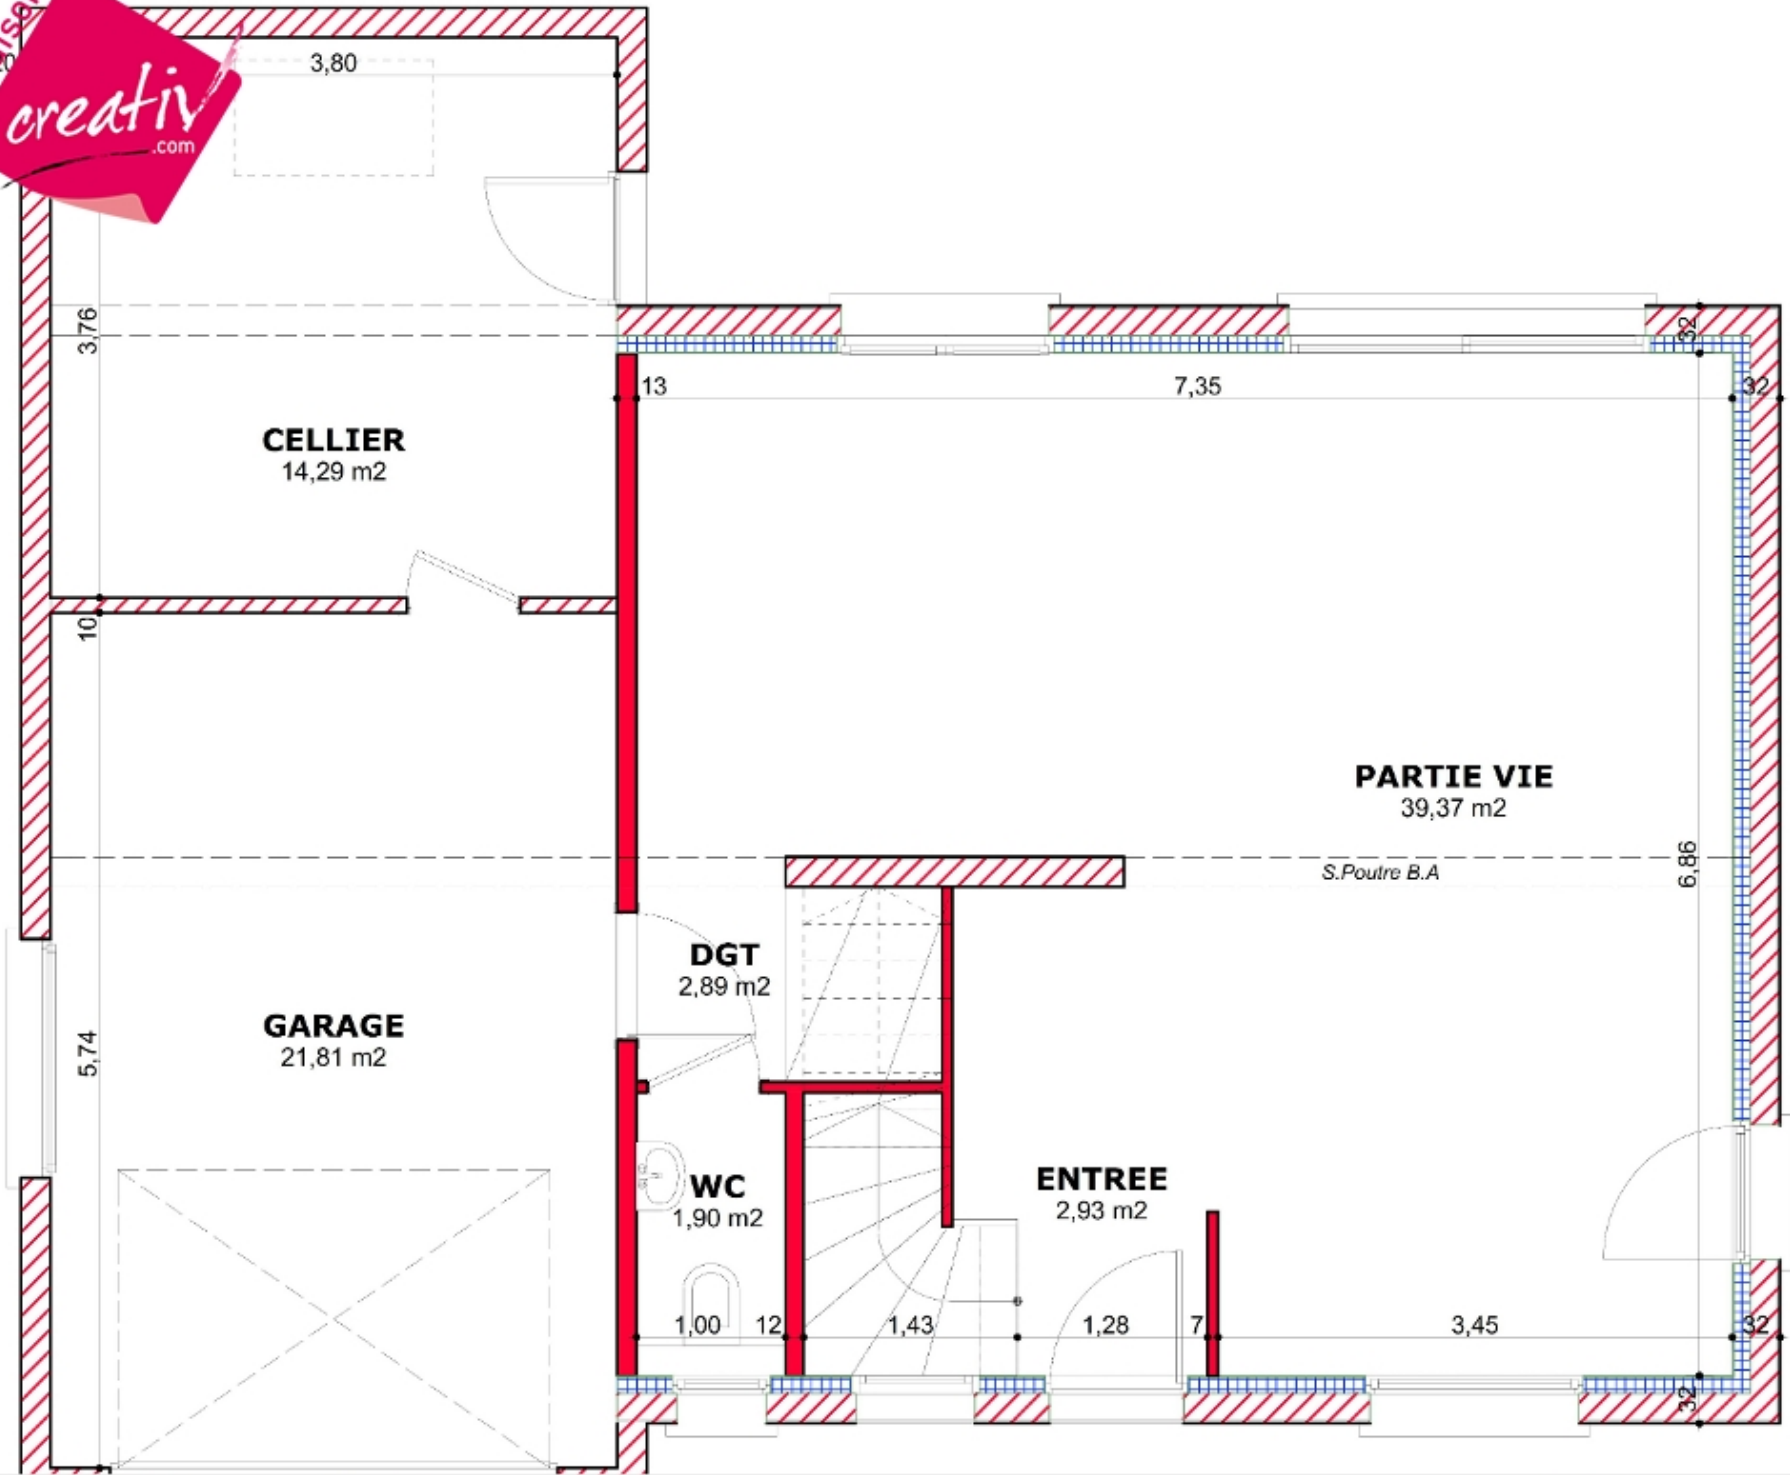 creativ
.com
3,80
3,76
32
13
7,35
32
CELLIER
14,29 m2
10
PARTIE VIE
39,37 m2
S.Poutre B.A
6,86
DGT
2,89 m2
GARAGE
21,81 m2
5,74
WC
1,90 m2
ENTREE
2,93 m2
1,00
12
1,43
1,28
7
3,45
32
32